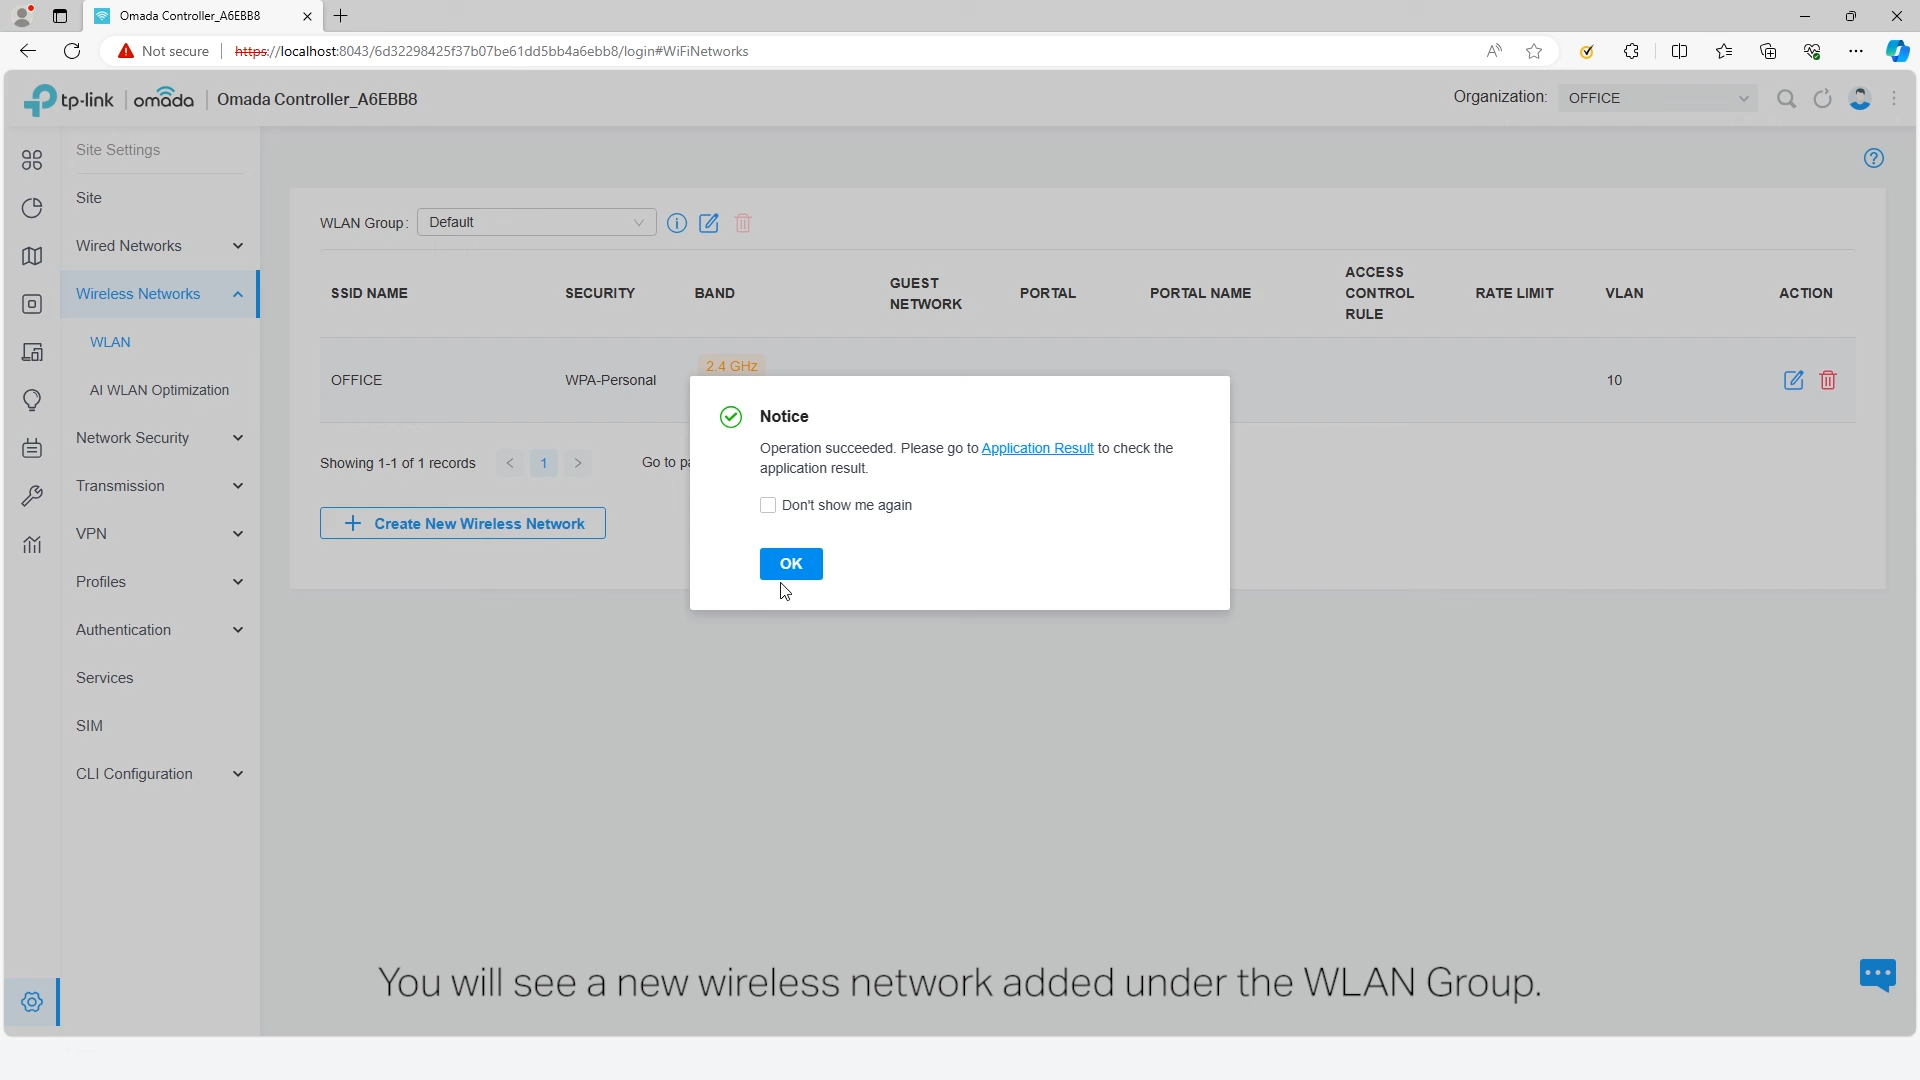 Omada Controller_A6EBB8
Not secure
https://localhost:8043/6d32298425f37b07be61dd5bb4a6ebb8/login#WiFiNetworks
tp-link
omada
Omada Controller_A6EBB8
Organization:
OFFICE
Site Settings
Site
Wired Networks
Wireless Networks
WLAN
AI WLAN Optimization
Network Security
Transmission
VPN
Profiles
Authentication
Services
SIM
CLI Configuration
WLAN Group:
Default
SSID NAME
SECURITY
BAND
GUEST
NETWORK
PORTAL
PORTAL NAME
ACCESS
CONTROL
RULE
RATE LIMIT
VLAN
ACTION
OFFICE
WPA-Personal
2.4 GHz
10
Showing 1-1 of 1 records
< 1 >
Go to
Create New Wireless Network
Notice
Operation succeeded. Please go to Application Result to check the
application result.
Don't show me again
OK
You will see a new wireless network added under the WLAN Group.